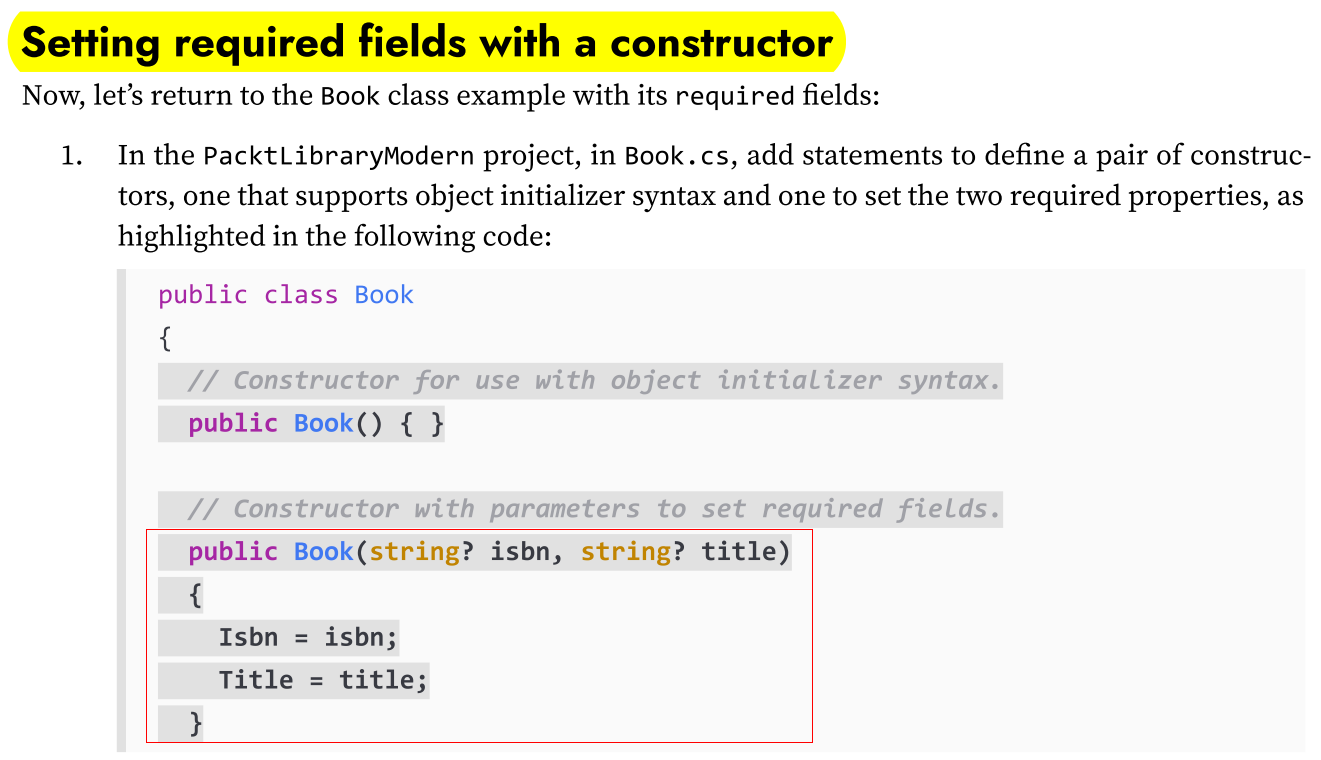 Setting required fields with a constructor
Now, let’s return to the Book class example with its required fields:
1. In the PacktLibraryModern project, in Book.cs, add statements to define a pair of construc-
tors, one that supports object initializer syntax and one to set the two required properties, as
highlighted in the following code:
public class Book
{
// Constructor for use with object initializer syntax.
public Book() { }
// Constructor with parameters to set required fields.
public Book(string? isbn, string? title)
{
Isbn = isbn;
Title = title;
}